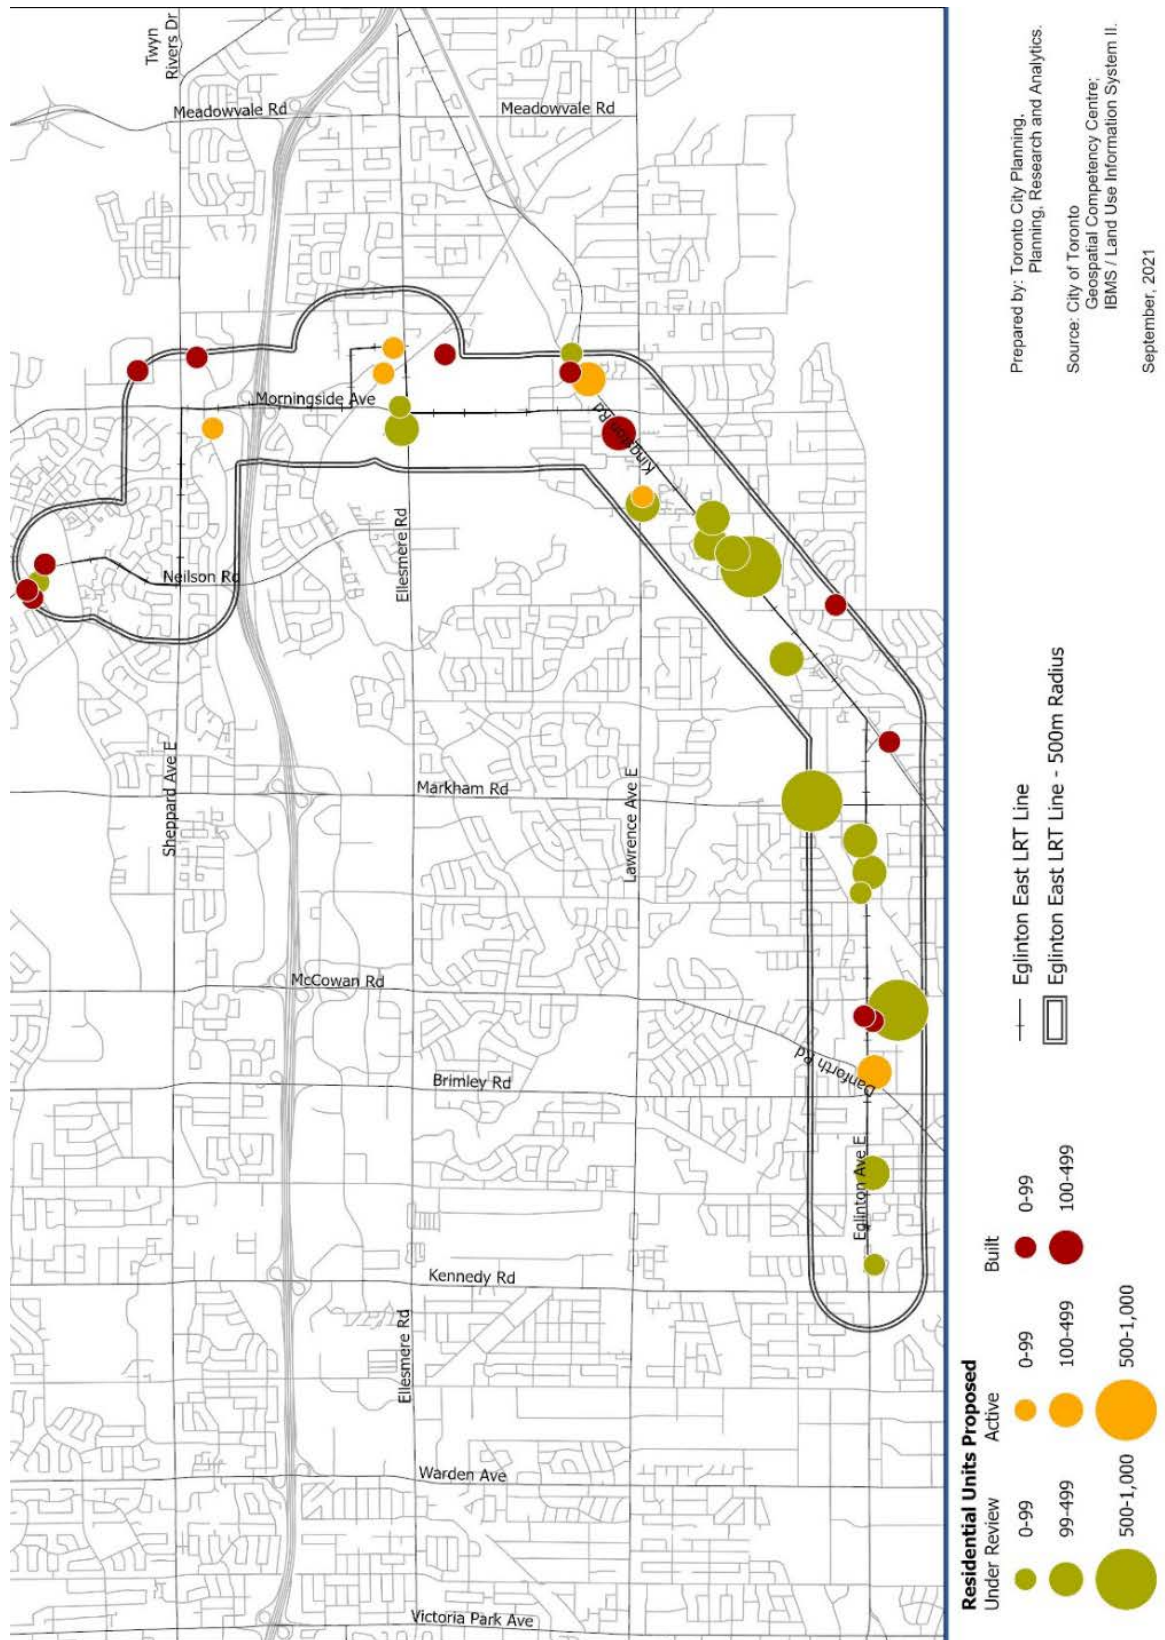 Twyn
Rivers Dr
Meadowvale Rd
Meadowvale Rd
Morningside Ave
Kingston Rd
Ellesmere Rd
Neilson Rd
Sheppard Ave E
Markham Rd
Lawrence Ave E
McCowan Rd
Danforth Rd
Brimley Rd
Eglinton Ave E
Kennedy Rd
Ellesmere Rd
Warden Ave
Victoria Park Ave
Residential Units Proposed
Under Review
0-99
99-499
500-1,000
Active
0-99
100-499
500-1,000
Built
0-99
100-499
Eglinton East LRT Line
Eglinton East LRT Line - 500m Radius
Prepared by: Toronto City Planning,
Planning, Research and Analytics.
Source: City of Toronto
Geospatial Competency Centre;
IBMS / Land Use Information System II.
September, 2021